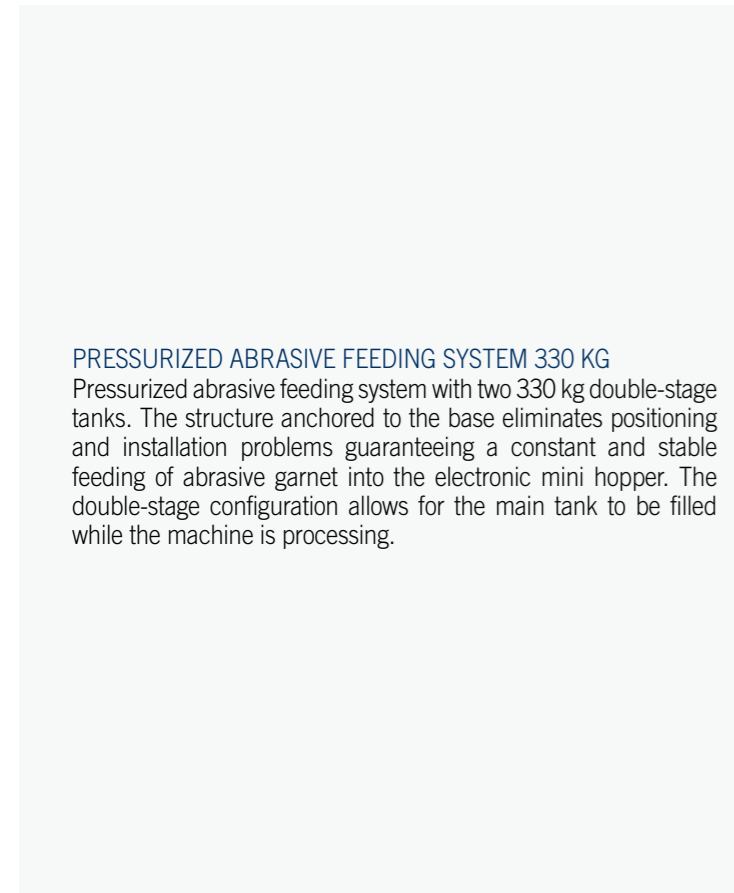 PRESSURIZED ABRASIVE FEEDING SYSTEM 330 KG
Pressurized abrasive feeding system with two 330 kg double-stage
tanks. The structure anchored to the base eliminates positioning
and installation problems guaranteeing a constant and stable
feeding of abrasive garnet into the electronic mini hopper. The
double-stage configuration allows for the main tank to be filled
while the machine is processing.